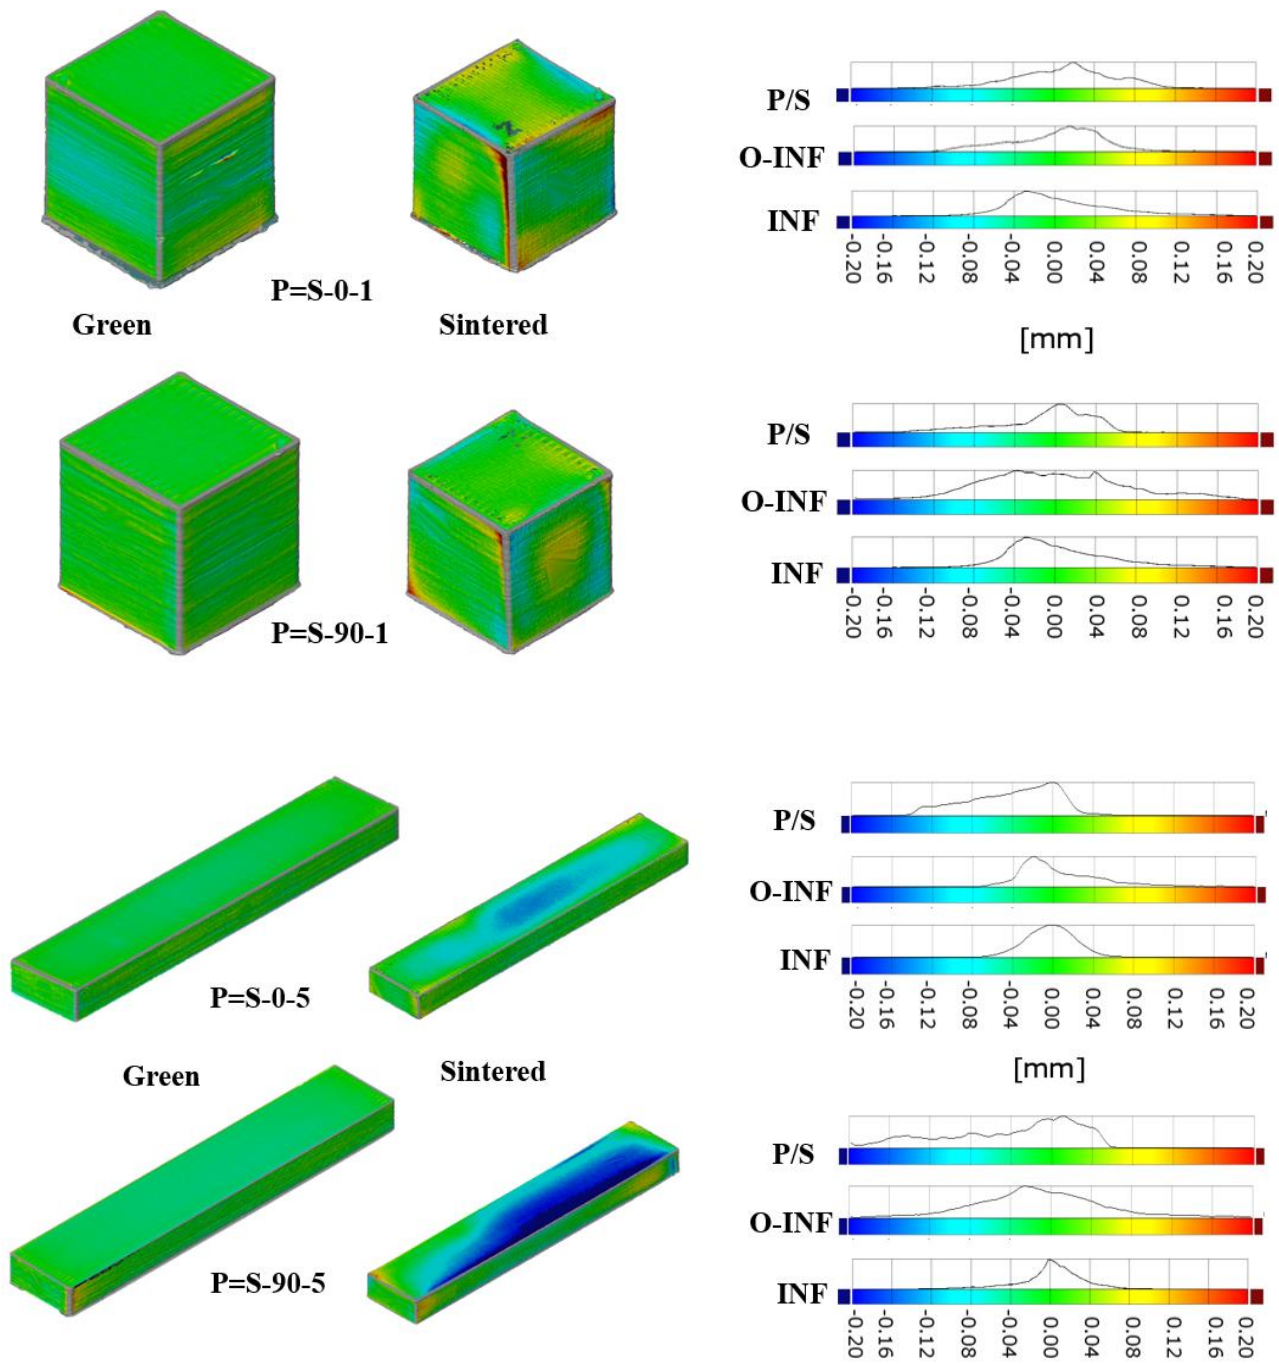 P/S
O-INF
INF
-0.20 -0.16 -0.12 -0.08 -0.04 0.00 0.04 0.08 0.12 0.16 0.20
P=S-0-1
Green Sintered
[mm]
P/S
O-INF
INF
-0.20 -0.16 -0.12 -0.08 -0.04 0.00 0.04 0.08 0.12 0.16 0.20
P=S-90-1
P/S
O-INF
INF
-0.20 -0.16 -0.12 -0.08 -0.04 0.00 0.04 0.08 0.12 0.16 0.20
P=S-0-5
Green Sintered
[mm]
P/S
O-INF
INF
-0.20 -0.16 -0.12 -0.08 -0.04 0.00 0.04 0.08 0.12 0.16 0.20
P=S-90-5